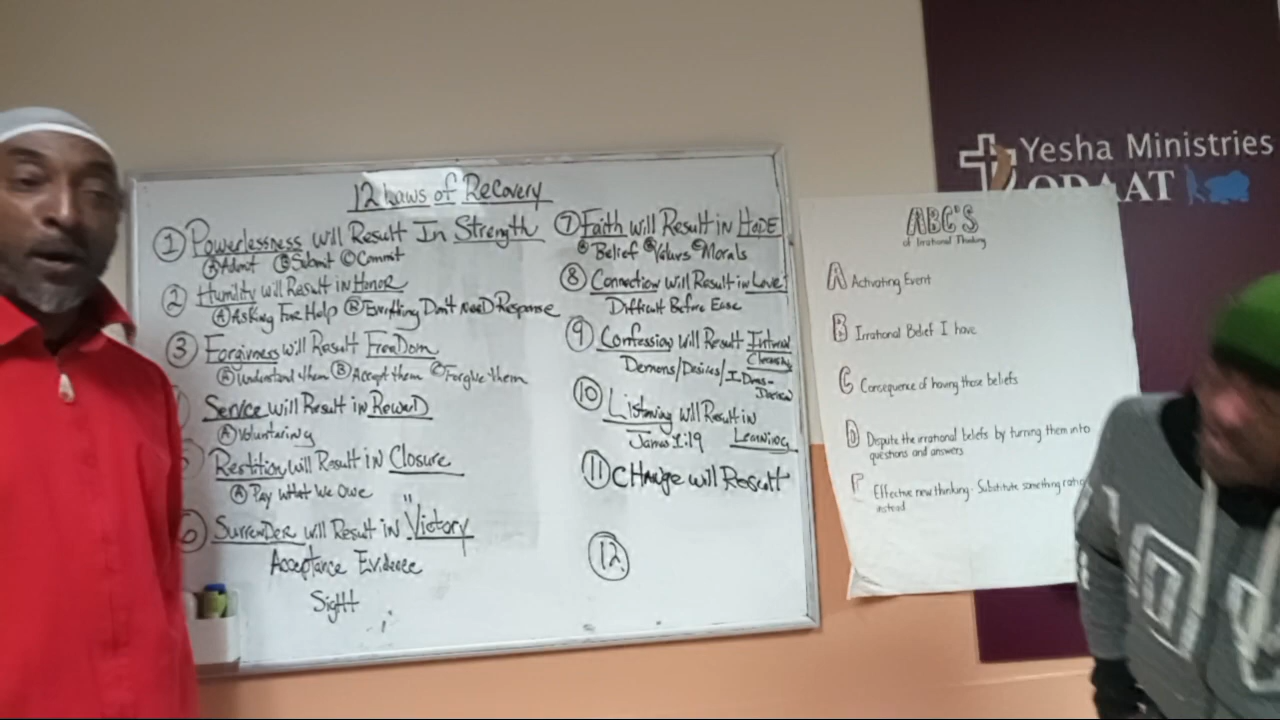 12 Laws of Recovery
① Powerlessness will Result In Strength
Ⓐ Admit Ⓑ Submit Ⓒ Commit
② Humility will Result in Honor
Ⓐ Asking For Help Ⓑ Everything Don't Need Response
③ Forgivness will Result Freedom
Ⓐ understand them Ⓑ Accept them Ⓒ Forgive them
Service will Result in
Ⓐ Voluntaring
Restition will Result in Closure
Ⓐ Pay what we owe
⑥ Surrender will Result in "Victory
Acceptance Evidence
Sight
⑦ Faith will Result in HOPE
Ⓐ Belief Ⓑ Values Ⓒ Morals
⑧ Connection will Result in Love
Difficult Before Ease
⑨ Confession will Result Internal
Cleansing
Demons/Desires/
⑩ Listening will Result in
James 1:19 Learning
⑪ CHANGE will Result
⑫
Yesha Ministries
ODAAT
ABC'S
of Irrational Thinking
A Activating Event
B Irrational Belief I have
C Consequence of having those beliefs
D Dispute the irrational beliefs by turning them into
questions and answers
Effective new thinking - Substitute something
instead